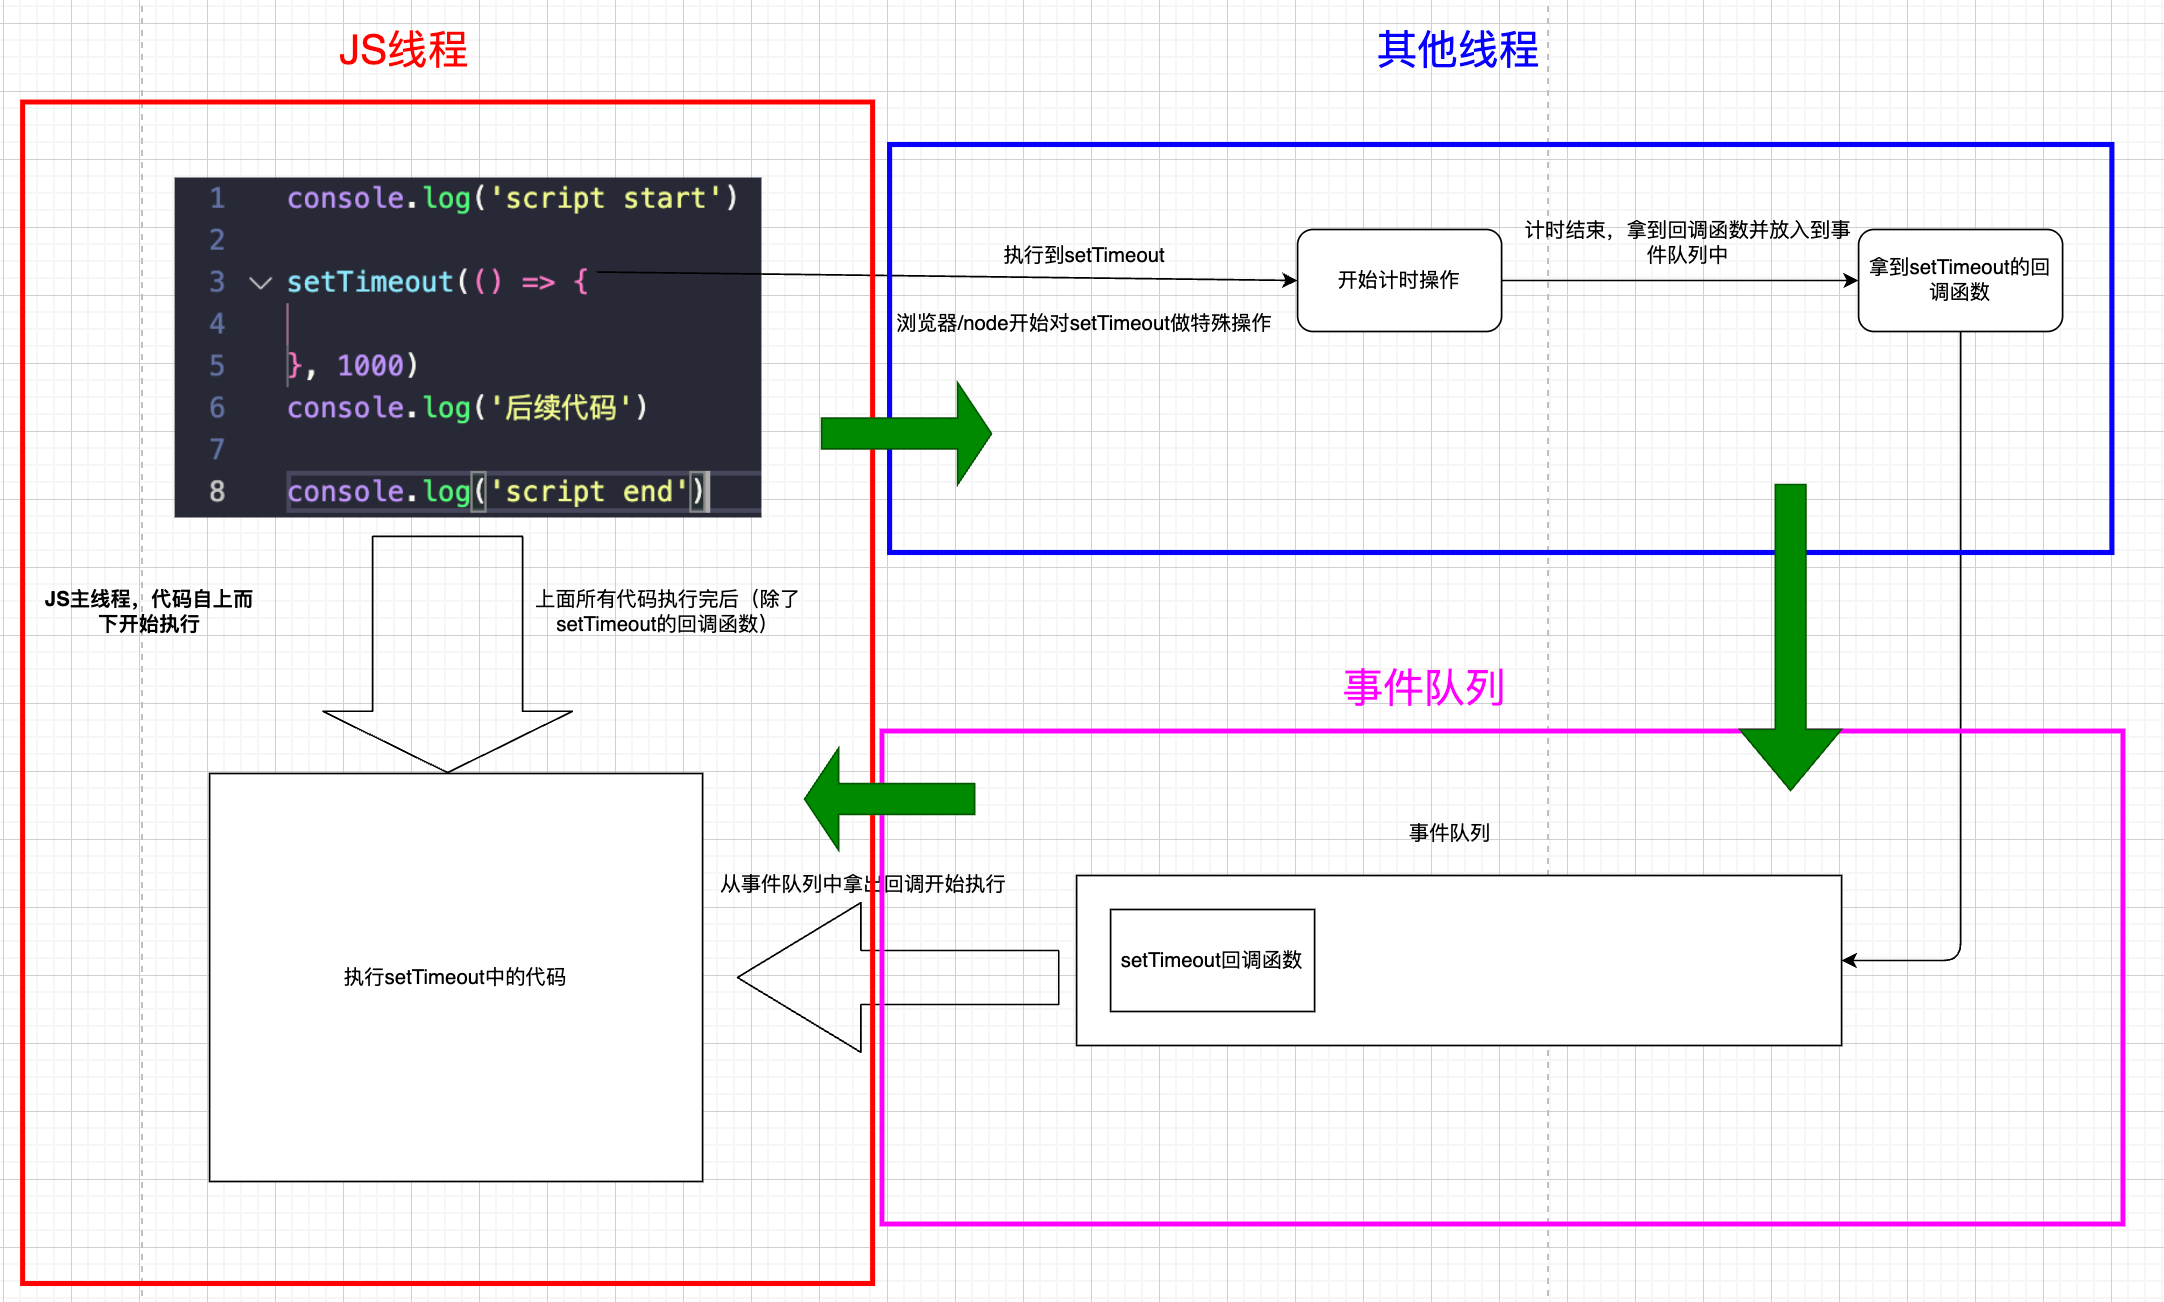 JS线程
其他线程
1 console.log('script start')
2
3 setTimeout(() => {
4
5 }, 1000)
6 console.log('后续代码')
7
8 console.log('script end')
执行到setTimeout
浏览器/node开始对setTimeout做特殊操作
开始计时操作
计时结束，拿到回调函数并放入到事
件队列中
拿到setTimeout的回
调函数
JS主线程，代码自上而
下开始执行
上面所有代码执行完后（除了
setTimeout的回调函数）
事件队列
事件队列
从事件队列中拿出回调开始执行
setTimeout回调函数
执行setTimeout中的代码